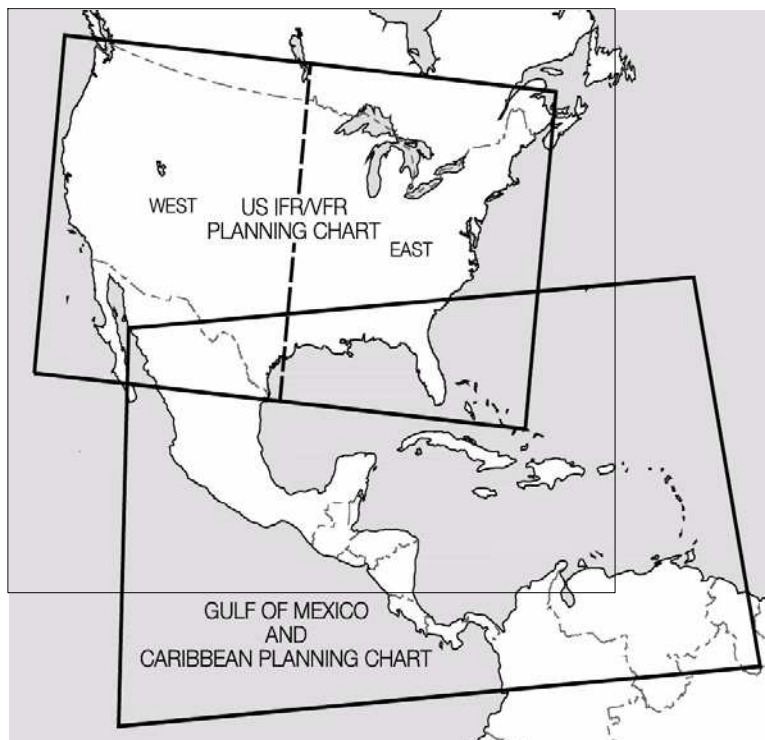 WEST
US IFR/VFR
PLANNING CHART
EAST
GULF OF MEXICO
AND
CARIBBEAN PLANNING CHART